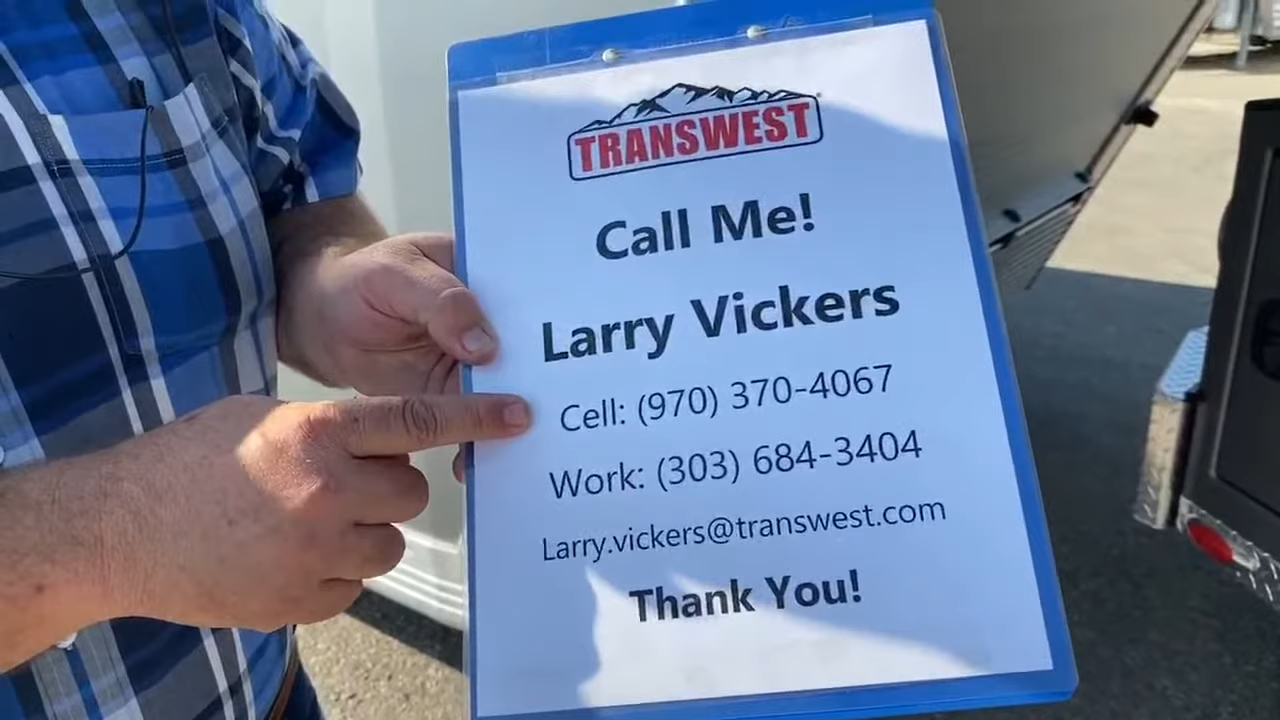 TRANSWEST
Call Me!
Larry Vickers
Cell: (970) 370-4067
Work: (303) 684-3404
Larry.vickers@transwest.com
Thank You!